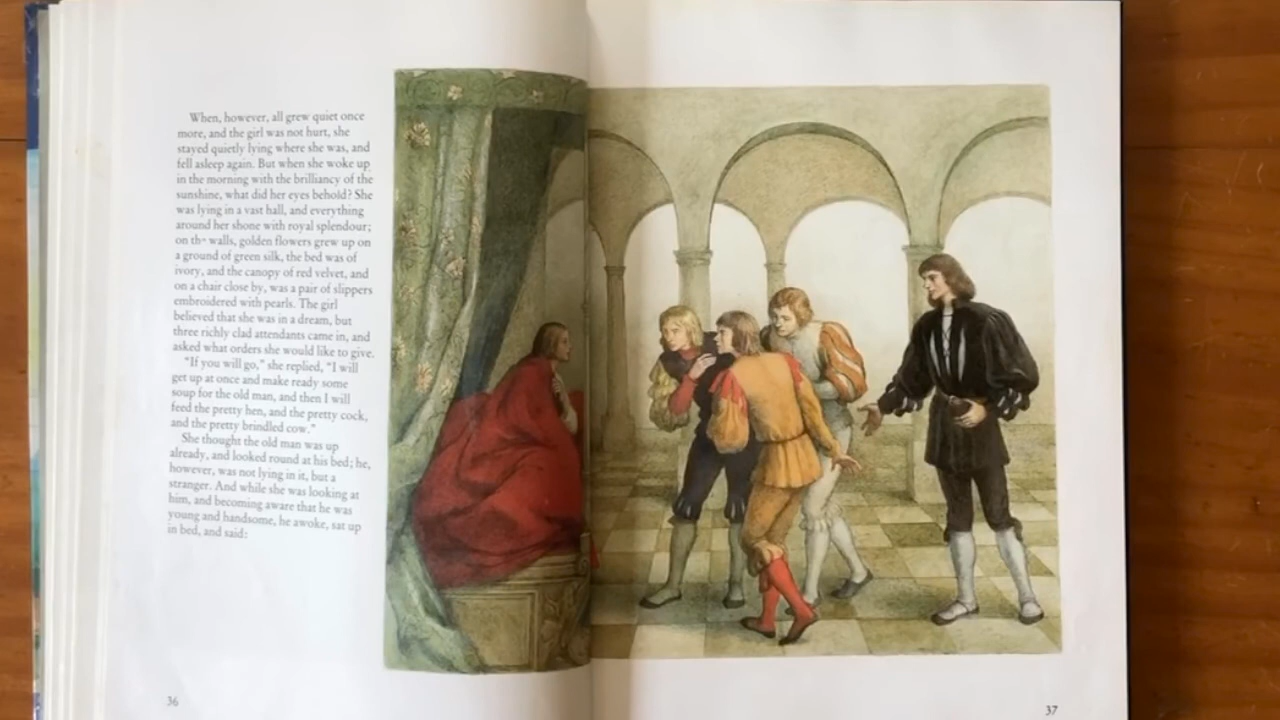 When, however, all grew quiet once
more, and the girl was not hurt, she
stayed quietly lying where she was, and
fell asleep again. But when she woke up
in the morning with the brilliancy of the
sunshine, what did her eyes behold? She
was lying in a vast hall, and everything
around her shone with royal splendour;
on the walls, golden flowers grew up on
a ground of green silk, the bed was of
ivory, and the canopy of red velvet, and
on a chair close by, was a pair of slippers
embroidered with pearls. The girl
believed that she was in a dream, but
three richly clad attendants came in, and
asked what orders she would like to give.
"If you will go," she replied, "I will
get up at once and make ready some
soup for the old man, and then I will
feed the pretty hen, and the pretty cock,
and the pretty brindled cow."
She thought the old man was up
already, and looked round at his bed; he,
however, was not lying in it, but a
stranger. And while she was looking at
him, and becoming aware that he was
young and handsome, he awoke, sat up
in bed, and said:
36
37